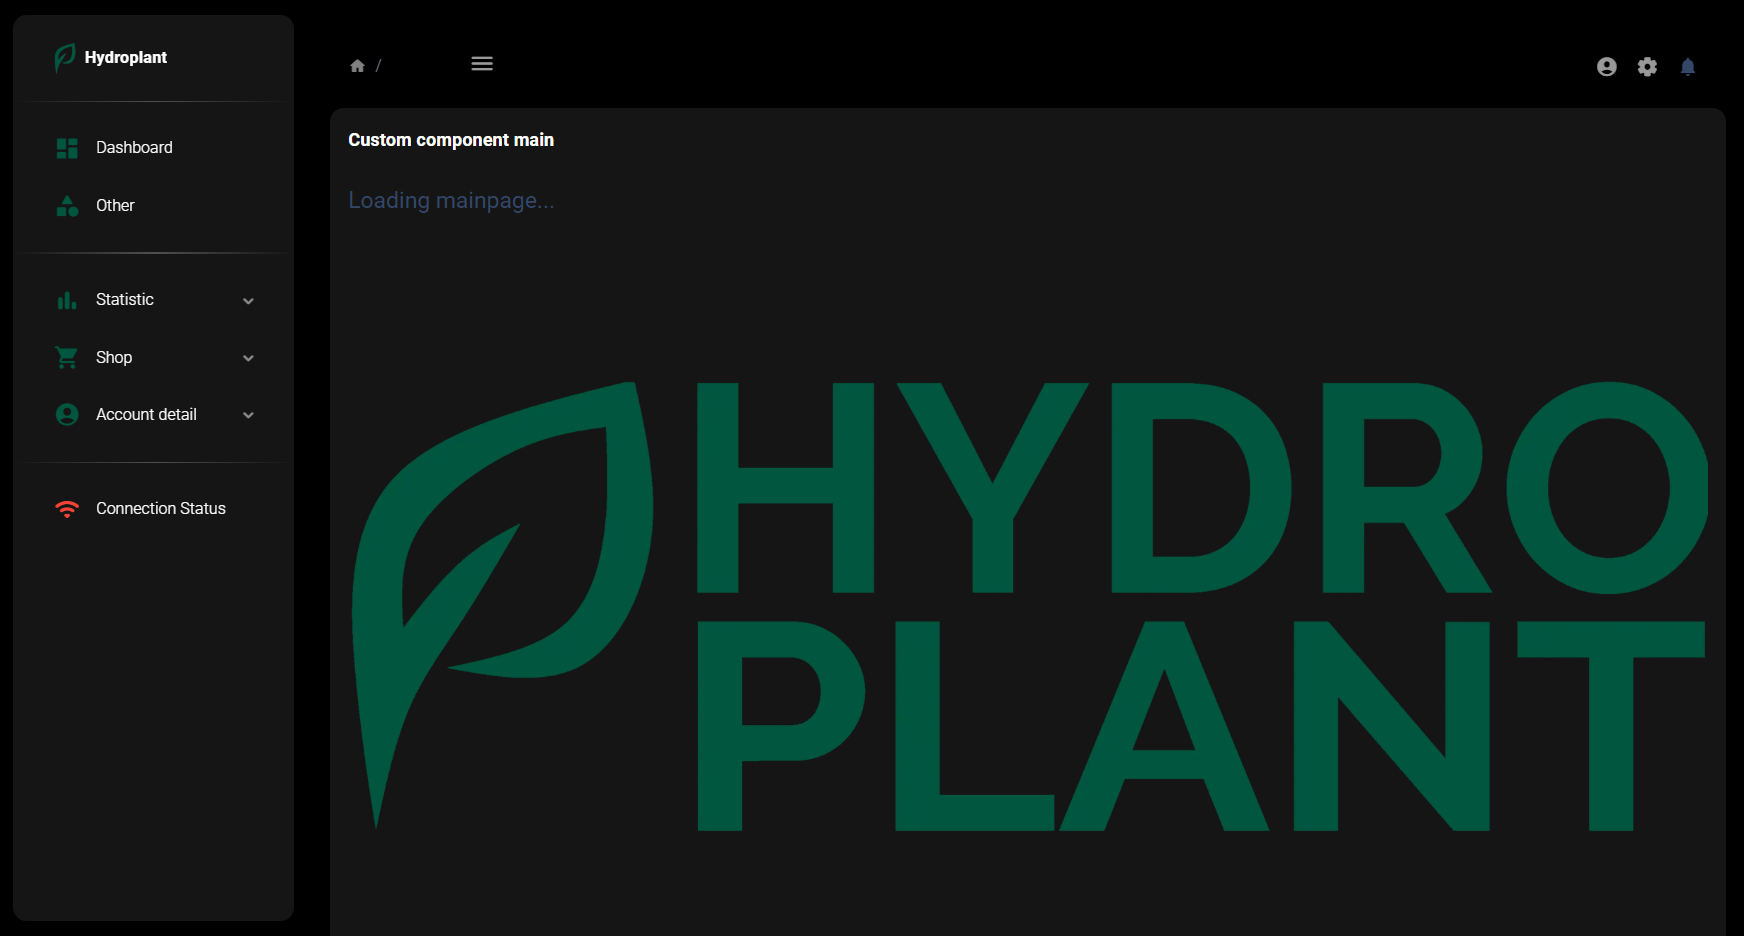 Hydroplant
Dashboard
Other
Statistic
Shop
Account detail
Connection Status
/
Custom component main
Loading mainpage...
HYDRO
PLANT